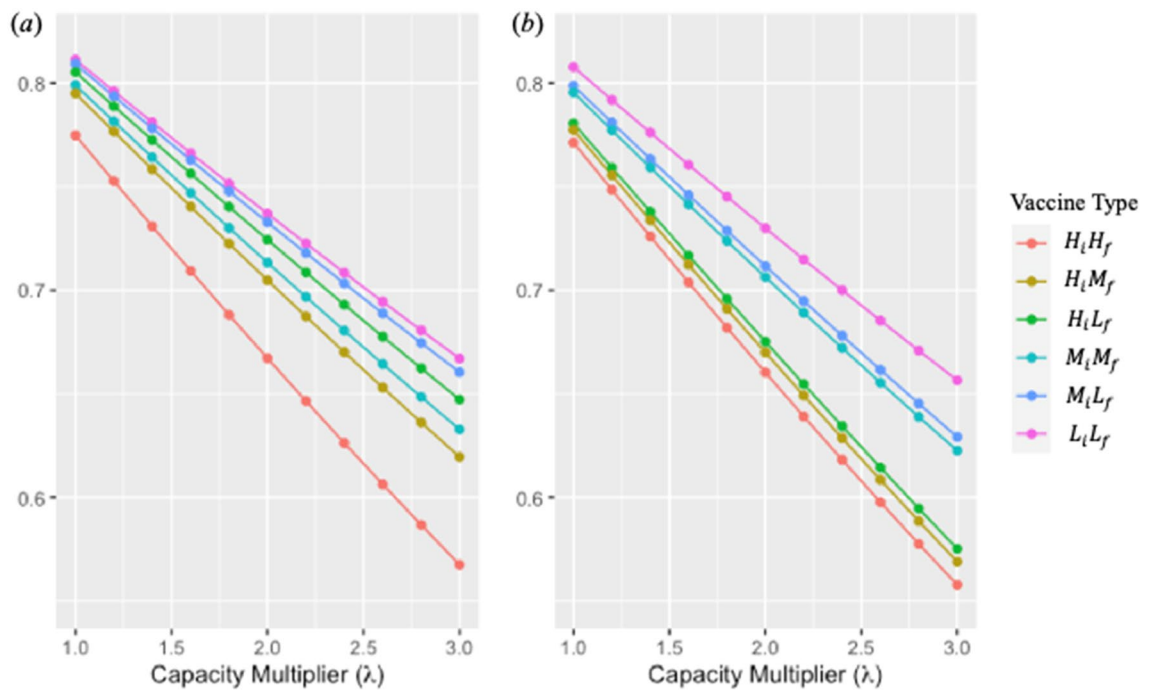 (a)
(b)
0.8
0.7
0.6
1.0 1.5 2.0 2.5 3.0
Capacity Multiplier (λ)
0.8
0.7
0.6
1.0 1.5 2.0 2.5 3.0
Capacity Multiplier (λ)
Vaccine Type
HᵢH_f
HᵢM_f
HᵢL_f
MᵢM_f
MᵢL_f
LᵢL_f